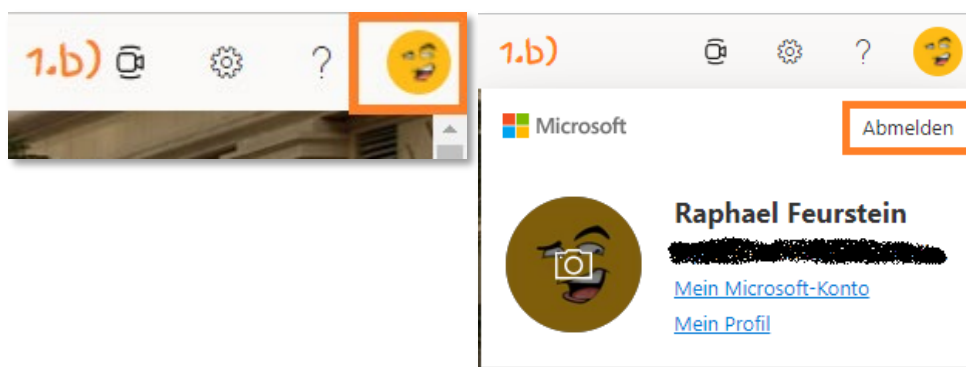 1.b)
?
1.b)
?
Microsoft
Abmelden
Raphael Feurstein
Mein Microsoft-Konto
Mein Profil